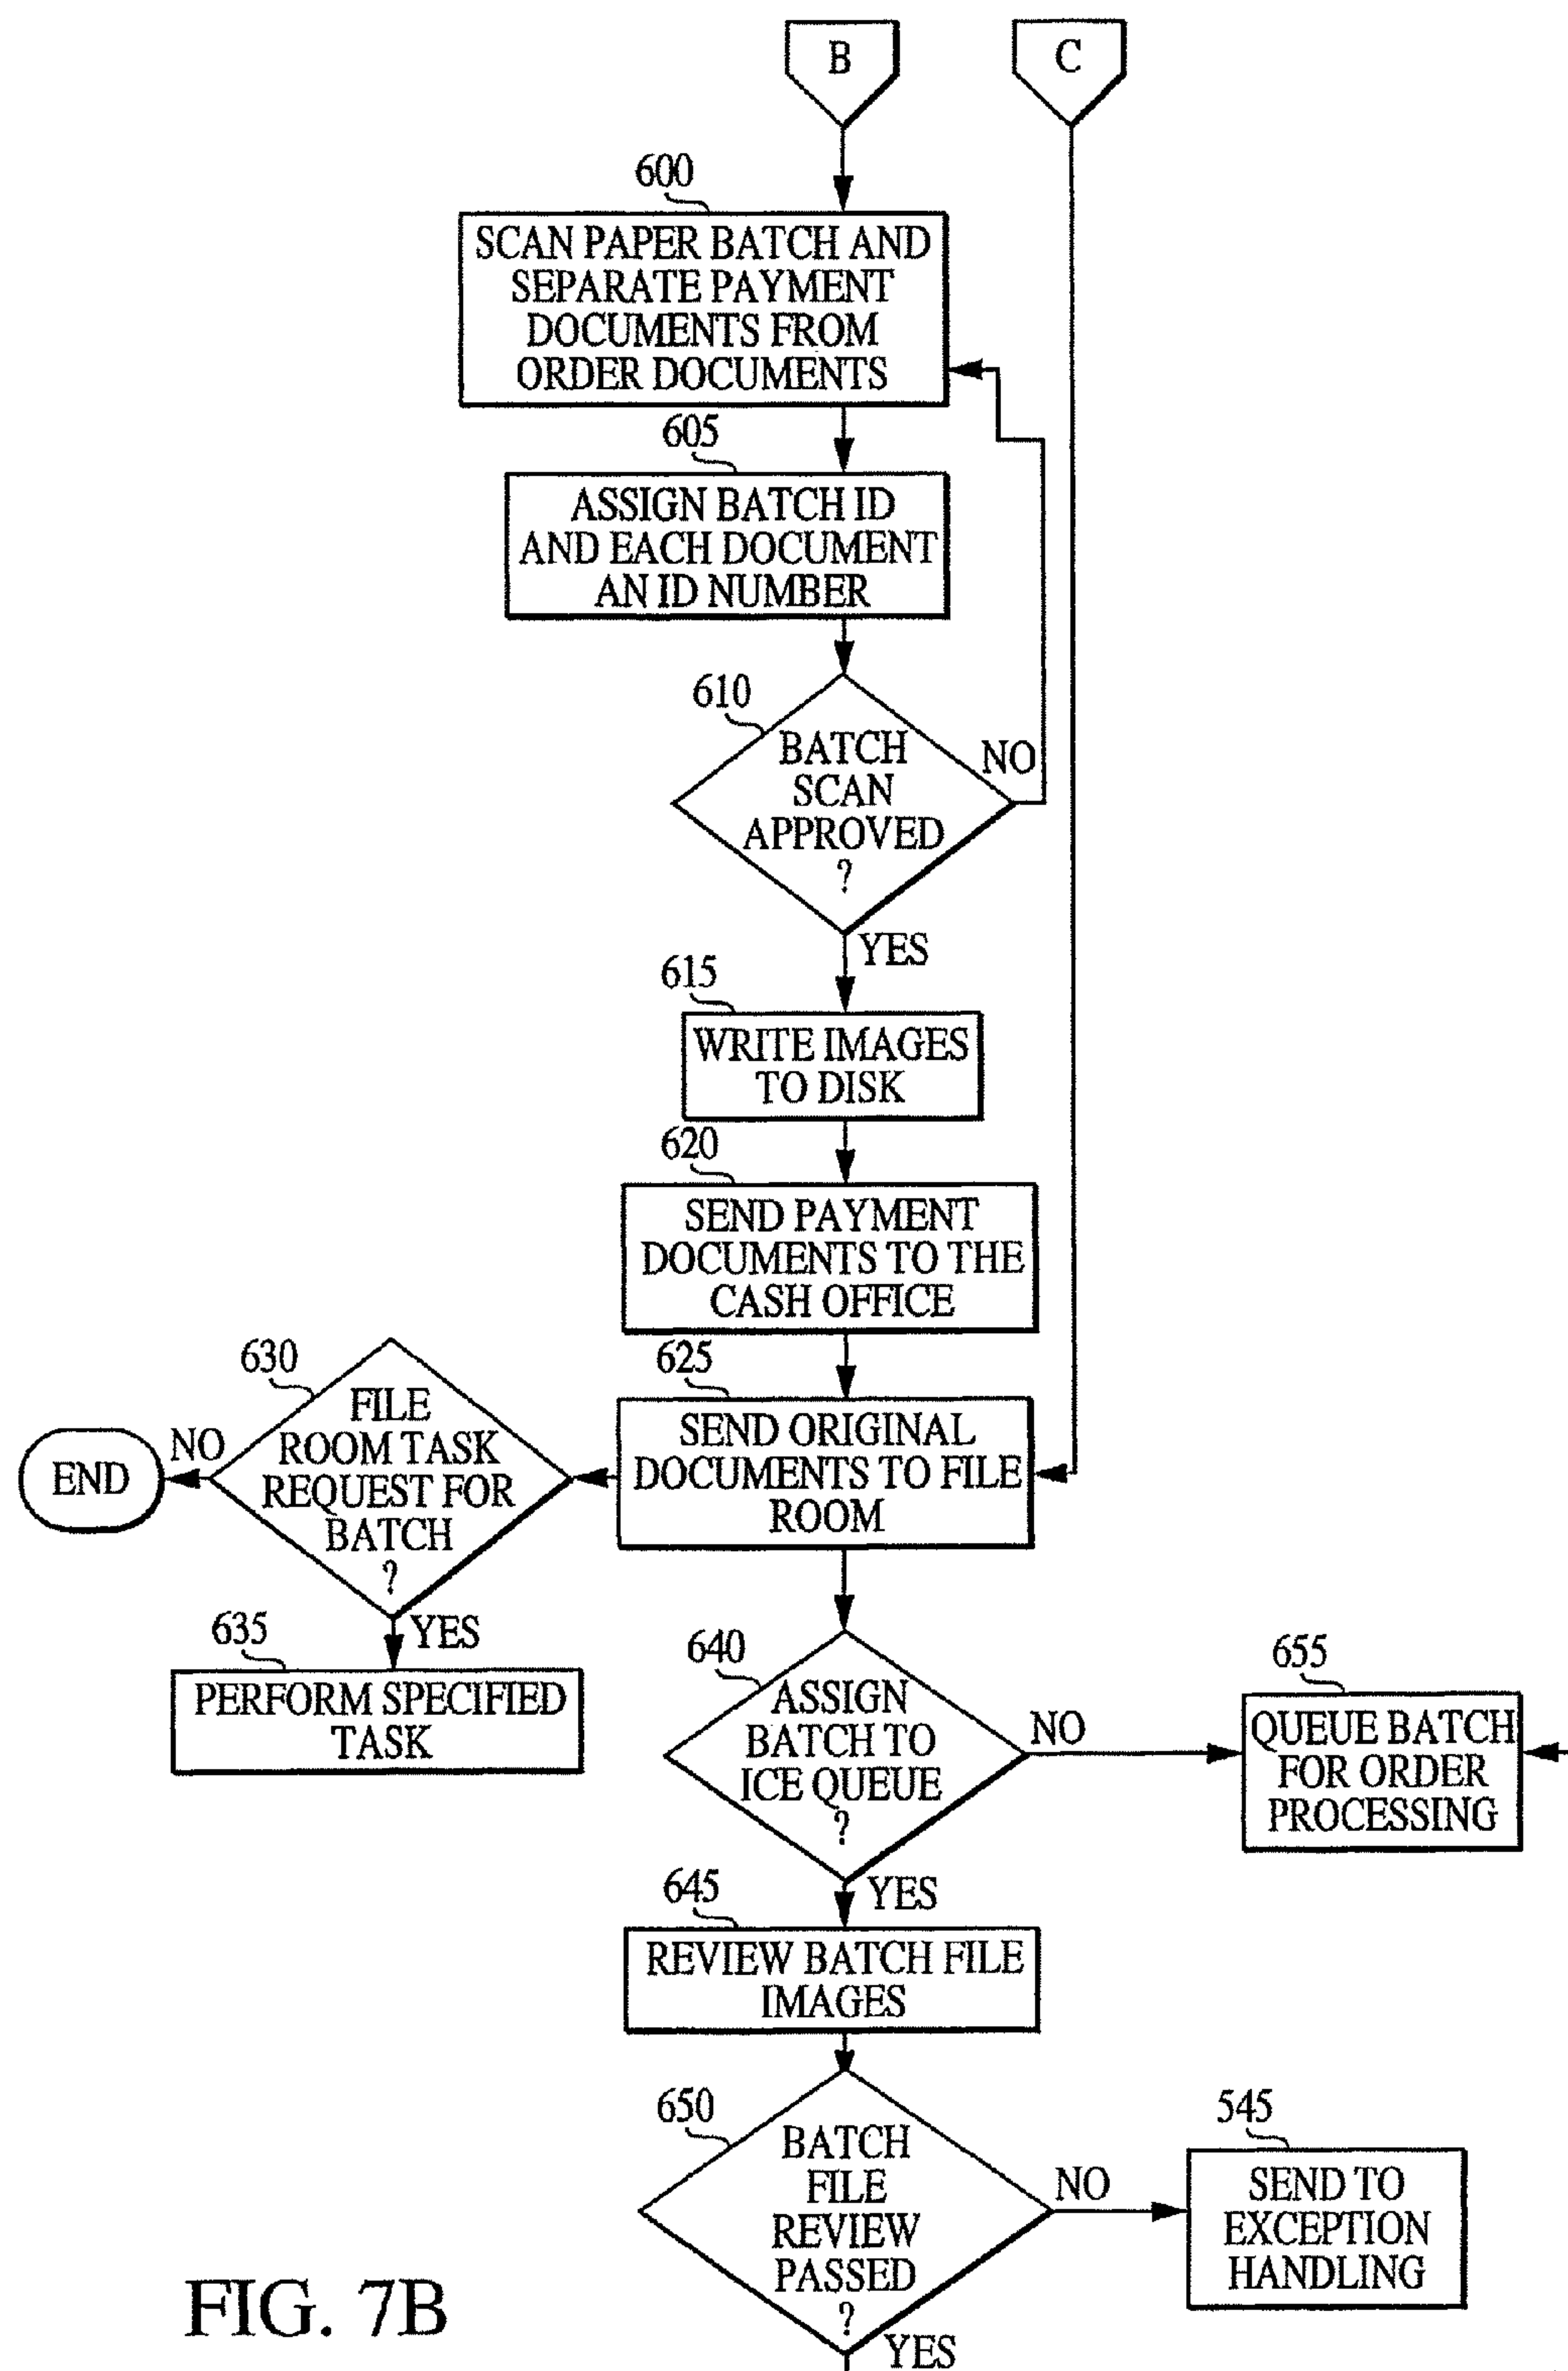 B
C
600
SCAN PAPER BATCH AND
SEPARATE PAYMENT
DOCUMENTS FROM
ORDER DOCUMENTS
605
ASSIGN BATCH ID
AND EACH DOCUMENT
AN ID NUMBER
610
BATCH
SCAN
APPROVED
?
NO
YES
615
WRITE IMAGES
TO DISK
620
SEND PAYMENT
DOCUMENTS TO THE
CASH OFFICE
625
SEND ORIGINAL
DOCUMENTS TO FILE
ROOM
630
FILE
ROOM TASK
REQUEST FOR
BATCH
?
NO
END
YES
635
PERFORM SPECIFIED
TASK
640
ASSIGN
BATCH TO
ICE QUEUE
?
NO
655
QUEUE BATCH
FOR ORDER
PROCESSING
YES
645
REVIEW BATCH FILE
IMAGES
650
BATCH
FILE
REVIEW
PASSED
?
NO
545
SEND TO
EXCEPTION
HANDLING
YES
FIG. 7B